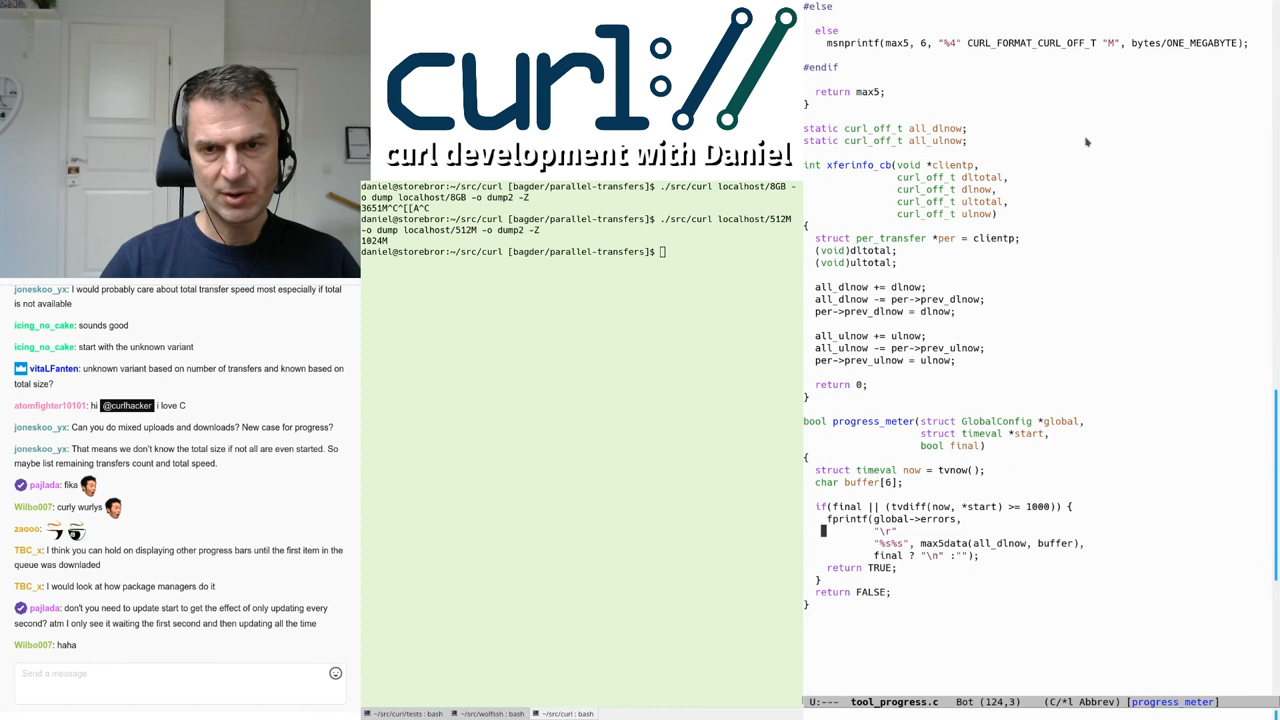 curl://
curl development with Daniel
joneskoo_yx: I would probably care about total transfer speed most especially if total
is not available
icing_no_cake: sounds good
icing_no_cake: start with the unknown variant
vitaLFanten: unknown variant based on number of transfers and known based on
total size?
atomfighter10101: hi @curlhacker i love C
joneskoo_yx: Can you do mixed uploads and downloads? New case for progress?
joneskoo_yx: That means we don't know the total size if not all are even started. So
maybe list remaining transfers count and total speed.
pajlada: fika
Wilbo007: curly wurlys
zaooo:
TBC_x: I think you can hold on displaying other progress bars until the first item in the
queue was downladed
TBC_x: I would look at how package managers do it
pajlada: don't you need to update start to get the effect of only updating every
second? atm I only see it waiting the first second and then updating all the time
Wilbo007: haha
Send a message
daniel@storebror:~/src/curl [bagder/parallel-transfers]$ ./src/curl localhost/8GB -
o dump localhost/8GB -o dump2 -Z
3651M^C^[[A^C
daniel@storebror:~/src/curl [bagder/parallel-transfers]$ ./src/curl localhost/512M
-o dump localhost/512M -o dump2 -Z
1024M
daniel@storebror:~/src/curl [bagder/parallel-transfers]$
~/src/curl/tests : bash
~/src/wolfssh : bash
~/src/curl : bash
#else
else
msnprintf(max5, 6, "%4" CURL_FORMAT_CURL_OFF_T "M", bytes/ONE_MEGABYTE);
#endif
return max5;
}
static curl_off_t all_dlnow;
static curl_off_t all_ulnow;
int xferinfo_cb(void *clientp,
curl_off_t dltotal,
curl_off_t dlnow,
curl_off_t ultotal,
curl_off_t ulnow)
{
struct per_transfer *per = clientp;
(void)dltotal;
(void)ultotal;
all_dlnow += dlnow;
all_dlnow -= per->prev_dlnow;
per->prev_dlnow = dlnow;
all_ulnow += ulnow;
all_ulnow -= per->prev_ulnow;
per->prev_ulnow = ulnow;
return 0;
}
bool progress_meter(struct GlobalConfig *global,
struct timeval *start,
bool final)
{
struct timeval now = tvnow();
char buffer[6];
if(final || (tvdiff(now, *start) >= 1000)) {
fprintf(global->errors,
"\r"
"%s%s", max5data(all_dlnow, buffer),
final ? "\n" :"");
return TRUE;
}
return FALSE;
}
U:--- tool_progress.c Bot (124,3) (C/*l Abbrev) [progress_meter]